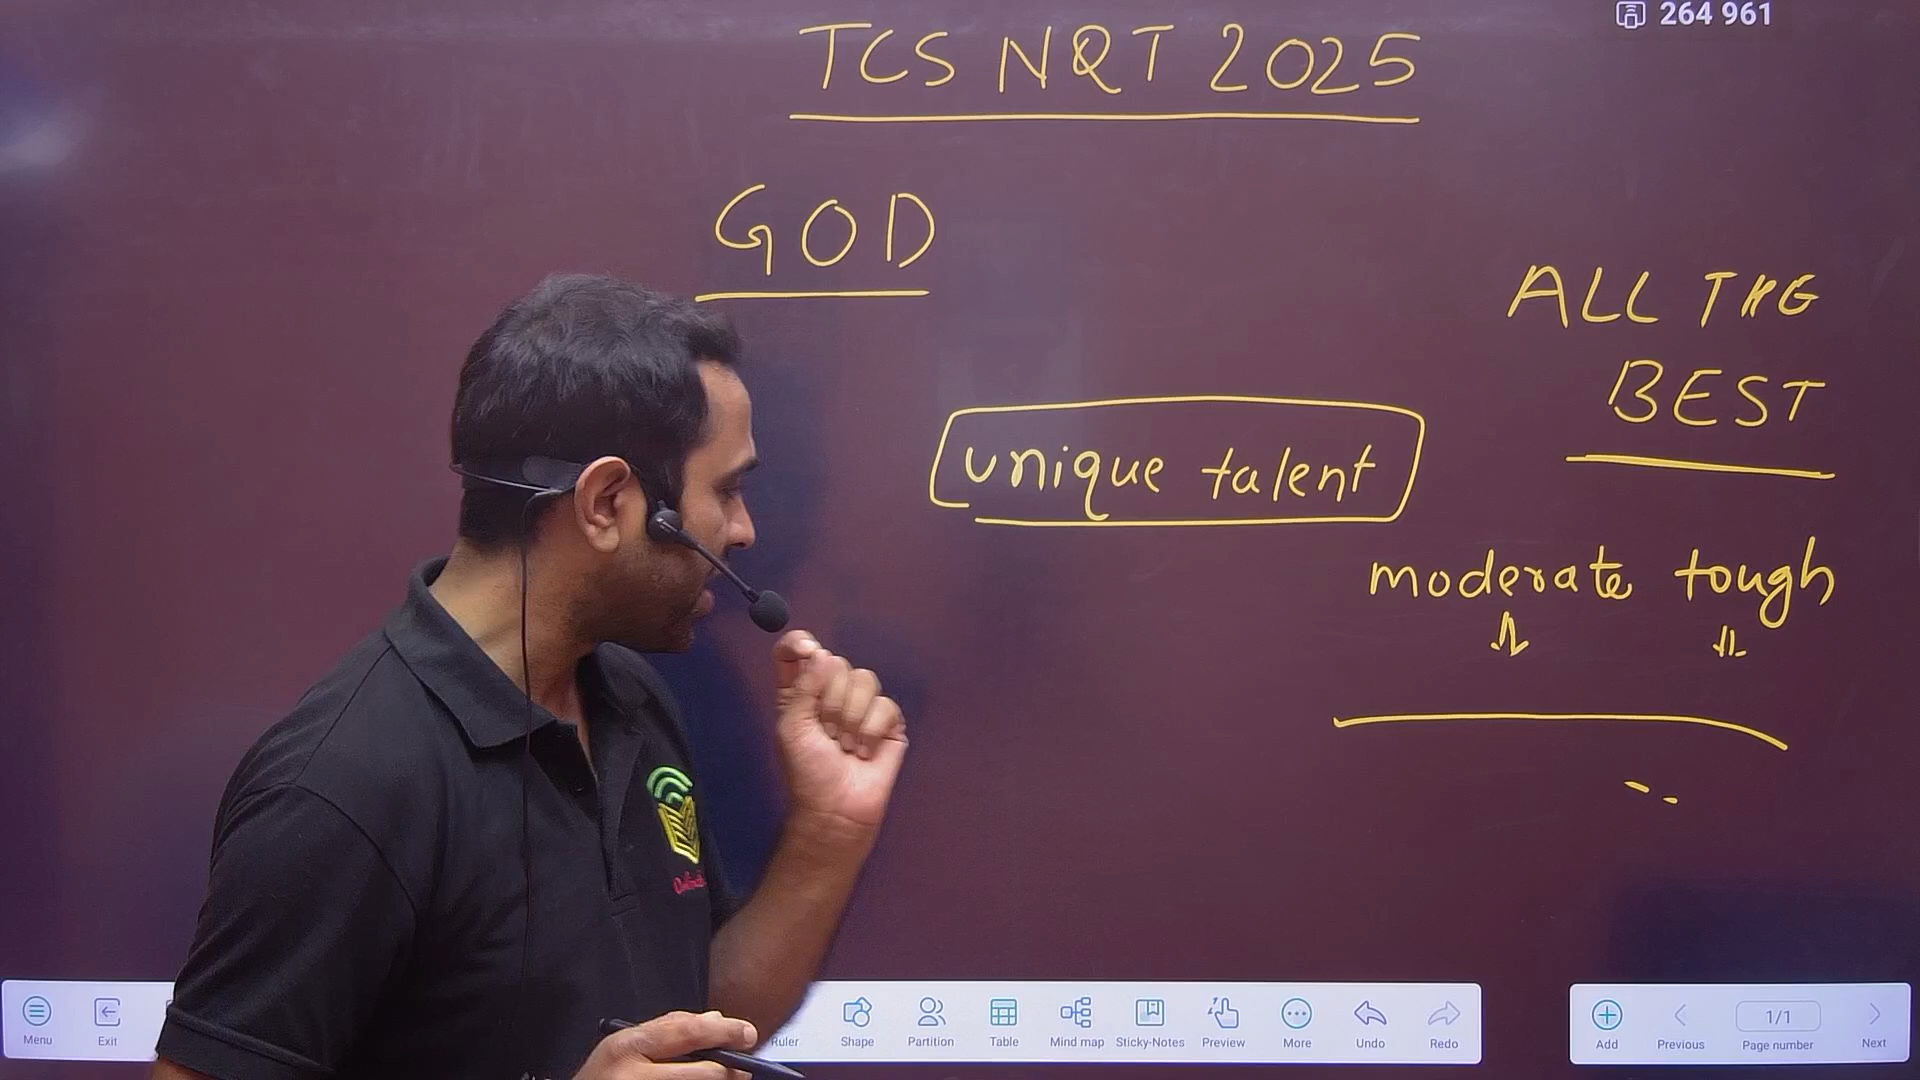 264 961
TCS NQT 2025
GOD
ALL THE
BEST
unique talent
moderate tough
Menu Exit Ruler Shape Partition Table Mind map Sticky-Notes Preview More Undo Redo Add Previous 1/1 Page number Next